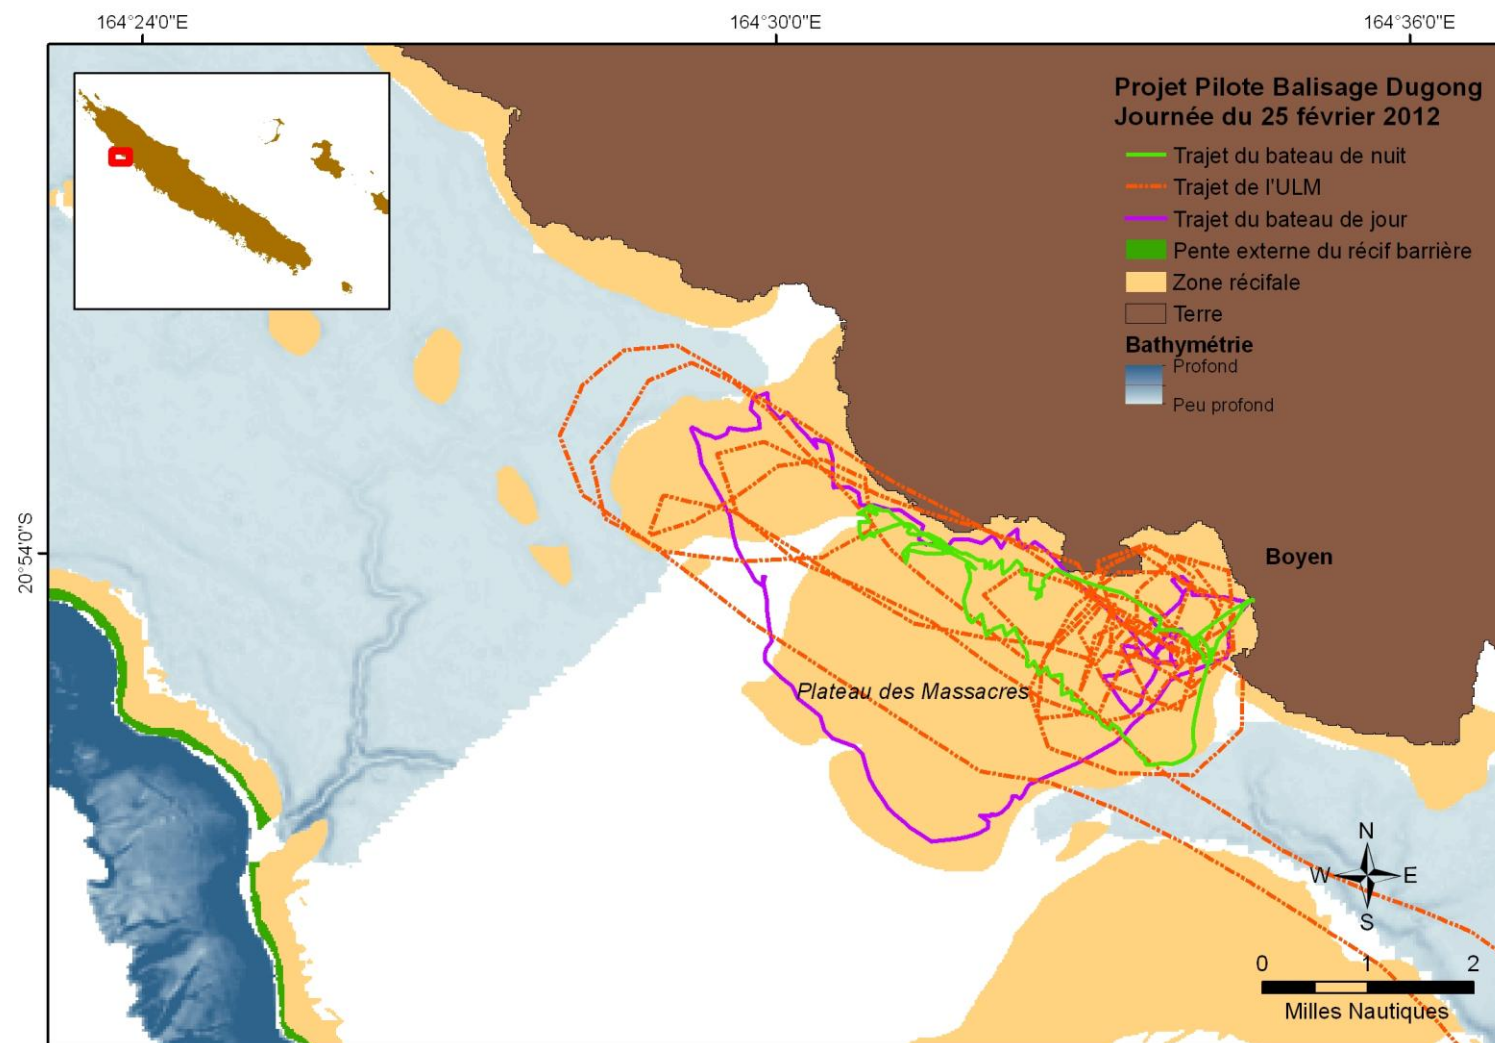 164°24'0"E
164°30'0"E
164°36'0"E
Projet Pilote Balisage Dugong
Journée du 25 février 2012
Trajet du bateau de nuit
Trajet de l'ULM
Trajet du bateau de jour
Pente externe du récif barrière
Zone récifale
Terre
Bathymétrie
Profond
Peu profond
20°54'0"S
Boyen
Plateau des Massacres
N
W
E
S
0
1
2
Milles Nautiques